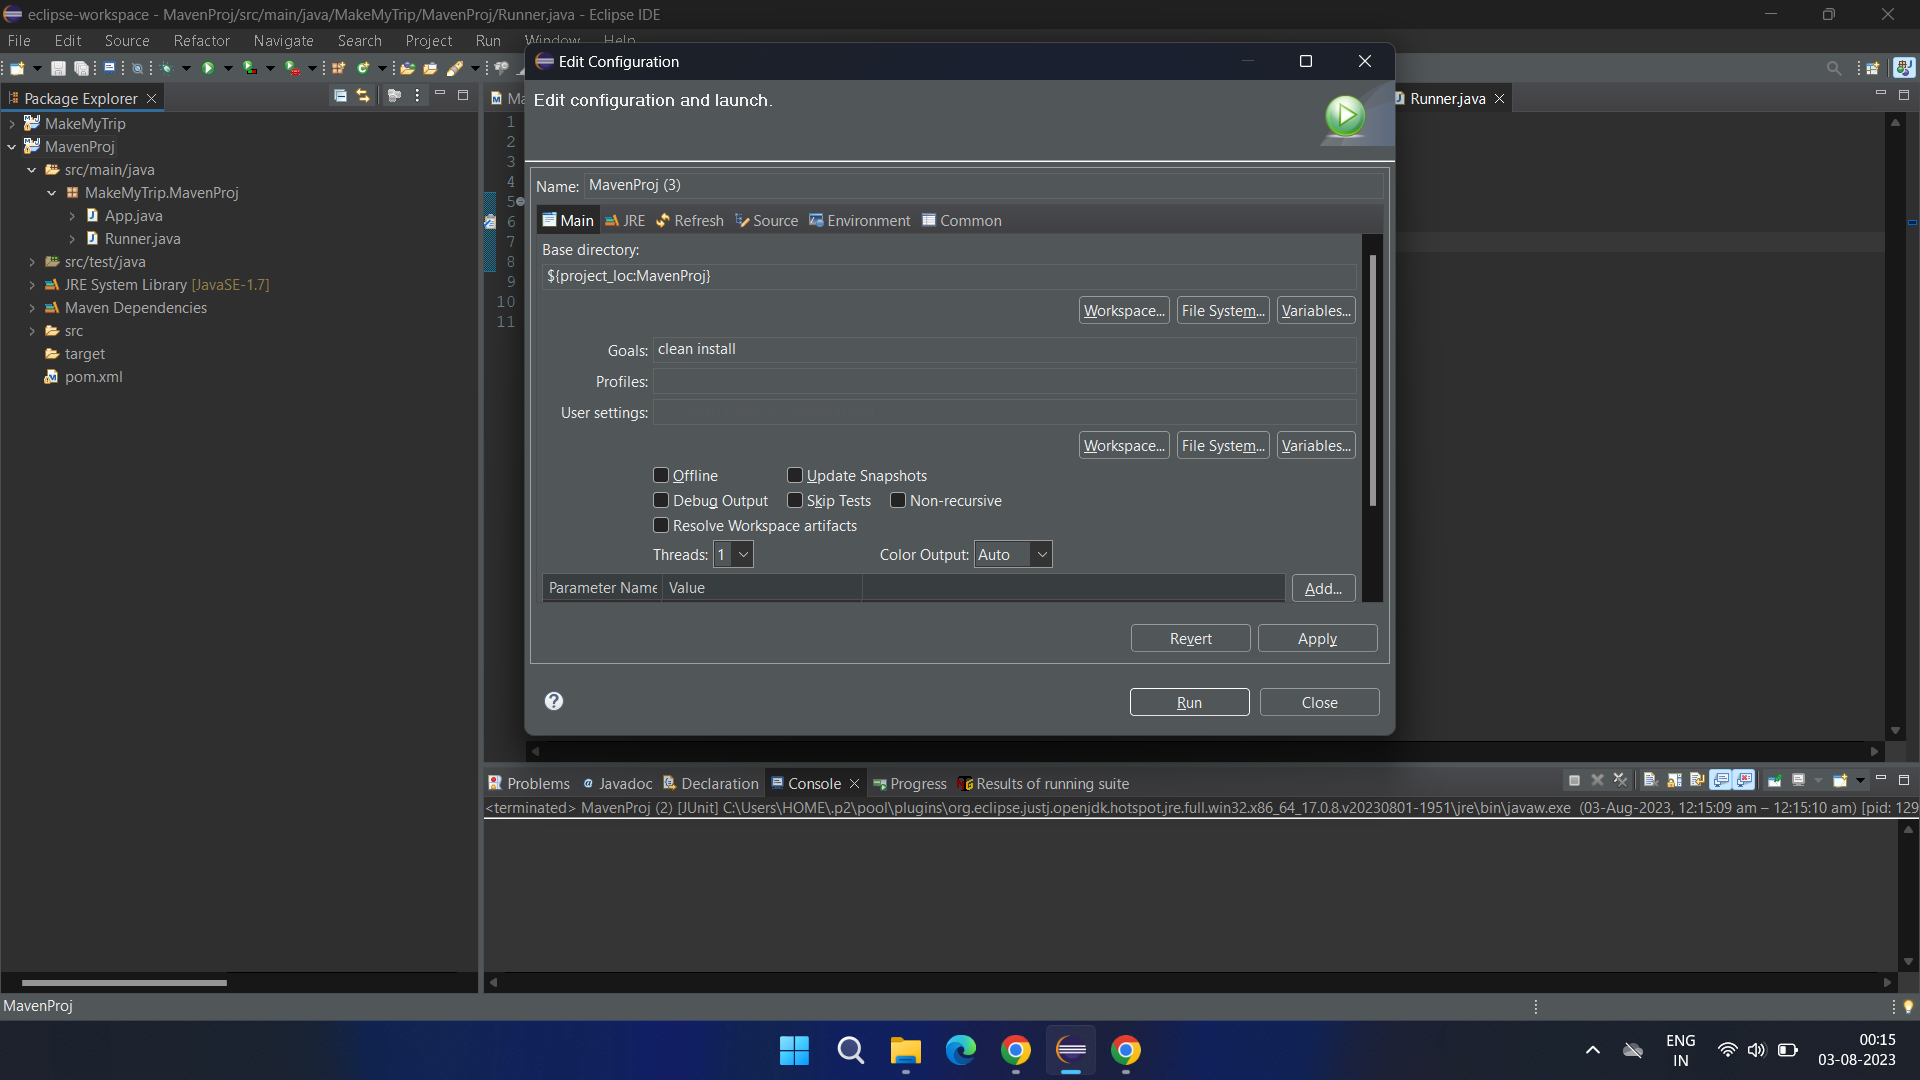 eclipse-workspace - MavenProj/src/main/java/MakeMyTrip/MavenProj/Runner.java - Eclipse IDE
File Edit Source Refactor Navigate Search Project Run Window Help
Package Explorer
MakeMyTrip
MavenProj
src/main/java
MakeMyTrip.MavenProj
App.java
Runner.java
src/test/java
JRE System Library [JavaSE-1.7]
Maven Dependencies
src
target
pom.xml
Runner.java
1
2
3
4
5
6
7
8
9
10
11
Edit Configuration
Edit configuration and launch.
Name: MavenProj (3)
Main JRE Refresh Source Environment Common
Base directory:
${project_loc:MavenProj}
Workspace... File System... Variables...
Goals: clean install
Profiles:
User settings:
Workspace... File System... Variables...
Offline Update Snapshots
Debug Output Skip Tests Non-recursive
Resolve Workspace artifacts
Threads: 1 Color Output: Auto
Parameter Name Value Add...
Revert Apply
Run Close
Problems Javadoc Declaration Console Progress Results of running suite
<terminated> MavenProj (2) [JUnit] C:\Users\HOME\.p2\pool\plugins\org.eclipse.justj.openjdk.hotspot.jre.full.win32.x86_64_17.0.8.v20230801-1951\jre\bin\javaw.exe (03-Aug-2023, 12:15:09 am – 12:15:10 am) [pid: 129
MavenProj
ENG
IN
00:15
03-08-2023